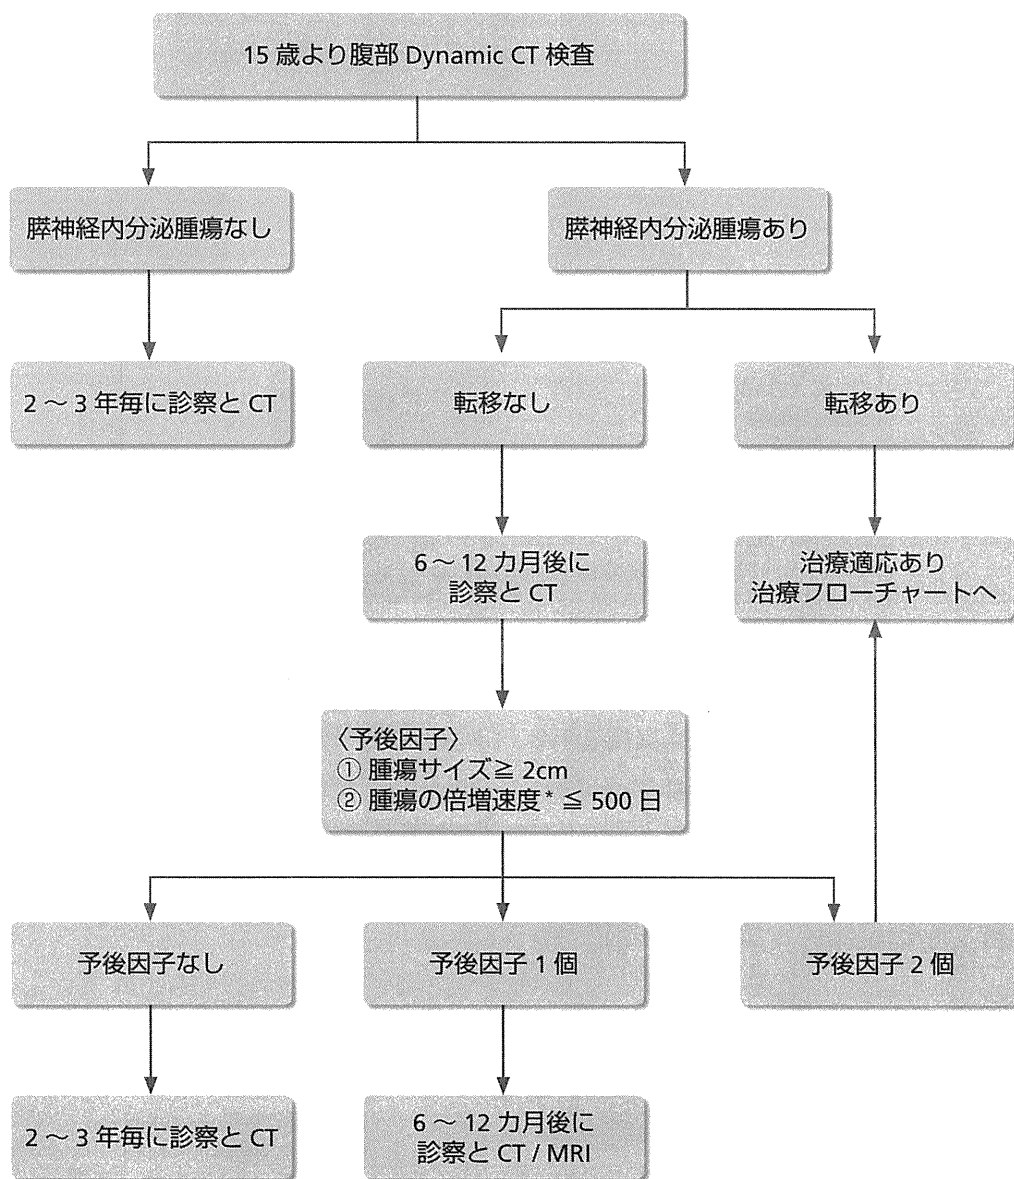 15 歳より腹部 Dynamic CT 検査
膵神経内分泌腫瘍なし
膵神経内分泌腫瘍あり
2 ～ 3 年毎に診察と CT
転移なし
転移あり
6 ～ 12 カ月後に
診察と CT
治療適応あり
治療フローチャートへ
〈予後因子〉
① 腫瘍サイズ≧ 2cm
② 腫瘍の倍増速度 * ≦ 500 日
予後因子なし
予後因子 1 個
予後因子 2 個
2 ～ 3 年毎に診察と CT
6 ～ 12 カ月後に
診察と CT / MRI